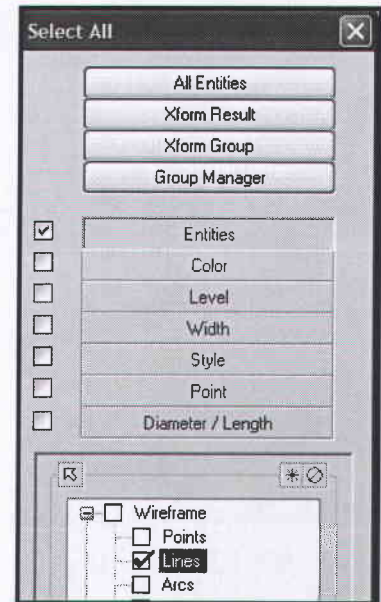 Select All
All Entities
Xform Result
Xform Group
Group Manager
Entities
Color
Level
Width
Style
Point
Diameter / Length
Wireframe
Points
Lines
Arcs